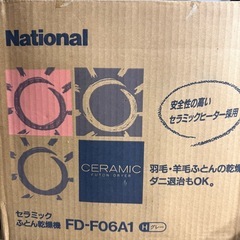 National
安全性の高い
セラミックヒーター採用
CERAMIC
FUTON DRYER
羽毛・羊毛ふとんの乾燥
ダニ退治もOK。
セラミック
ふとん乾燥機 FD-F06A1 H グレー